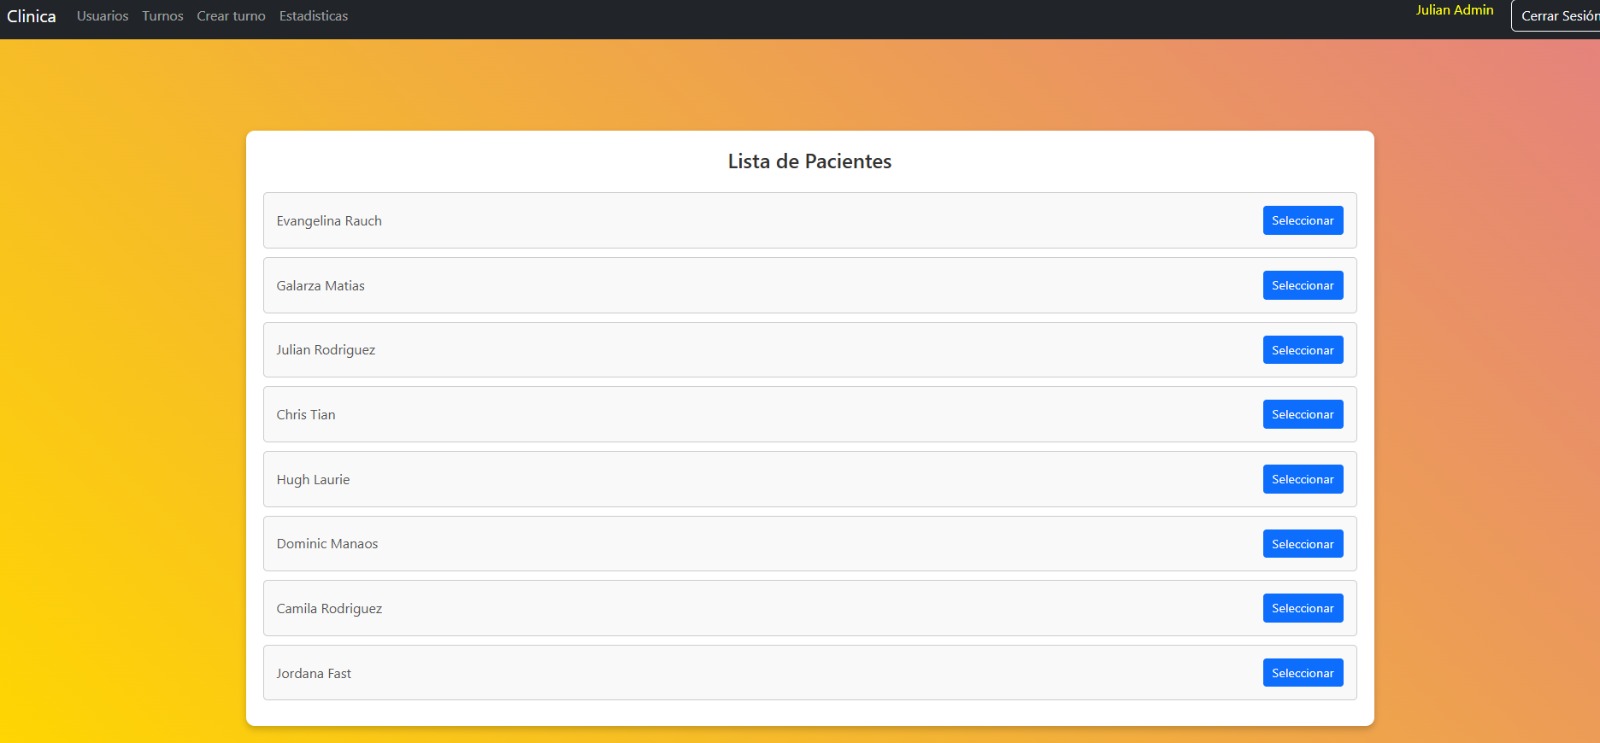 Clinica Usuarios Turnos Crear turno Estadisticas Julian Admin Cerrar Sesión
Lista de Pacientes
Evangelina Rauch Seleccionar
Galarza Matias Seleccionar
Julian Rodriguez Seleccionar
Chris Tian Seleccionar
Hugh Laurie Seleccionar
Dominic Manaos Seleccionar
Camila Rodriguez Seleccionar
Jordana Fast Seleccionar